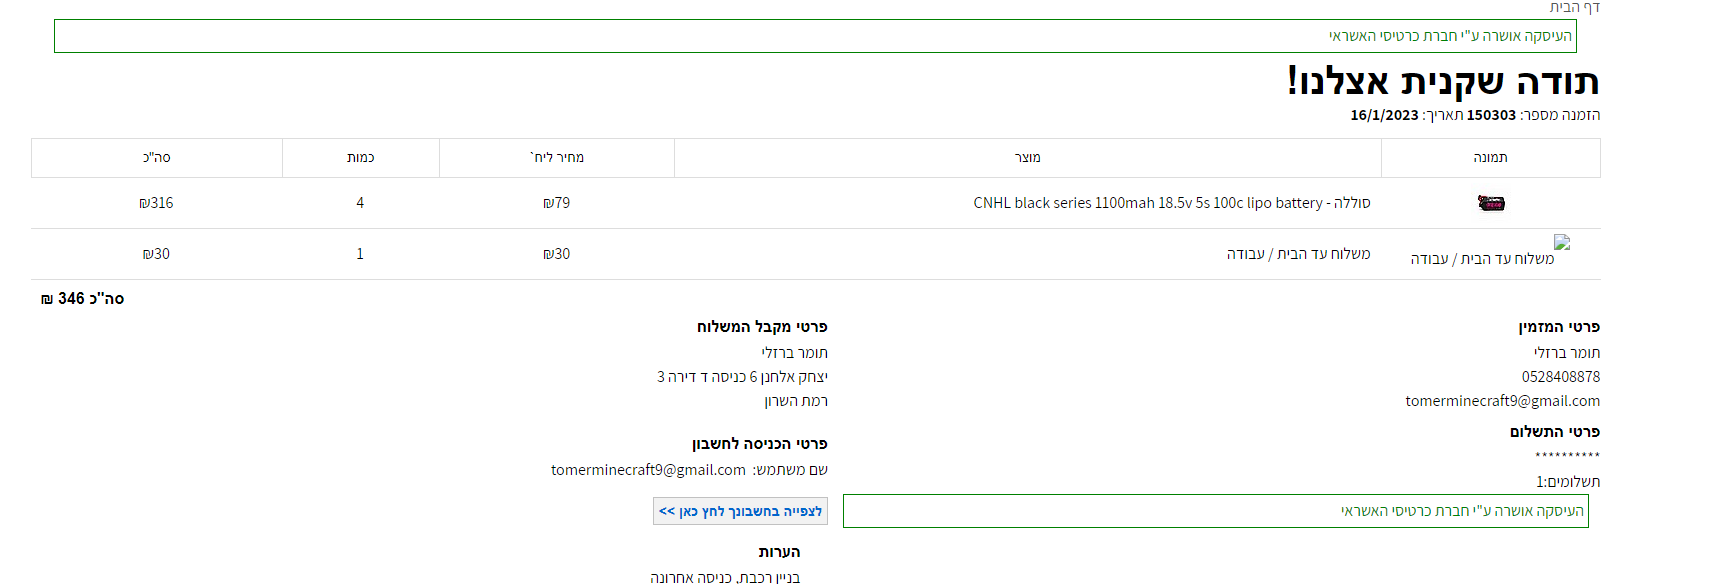 דף הבית
העיסקה אושרה ע"י חברת כרטיסי האשראי
תודה שקנית אצלנו!
הזמנה מספר: 150303 תאריך: 16/1/2023
תמונה מוצר מחיר ליח` כמות סה"כ
סוללה - CNHL black series 1100mah 18.5v 5s 100c lipo battery ₪79 4 ₪316
משלוח עד הבית / עבודה משלוח עד הבית / עבודה ₪30 1 ₪30
סה"כ 346 ₪
פרטי המזמין
תומר ברזלי
0528408878
tomerminecraft9@gmail.com
פרטי התשלום
**********
תשלומים:1
העיסקה אושרה ע"י חברת כרטיסי האשראי
פרטי מקבל המשלוח
תומר ברזלי
יצחק אלחנן 6 כניסה ד דירה 3
רמת השרון
פרטי הכניסה לחשבון
שם משתמש: tomerminecraft9@gmail.com
לצפייה בחשבונך לחץ כאן >>
הערות
בניין רכבת, כניסה אחרונה